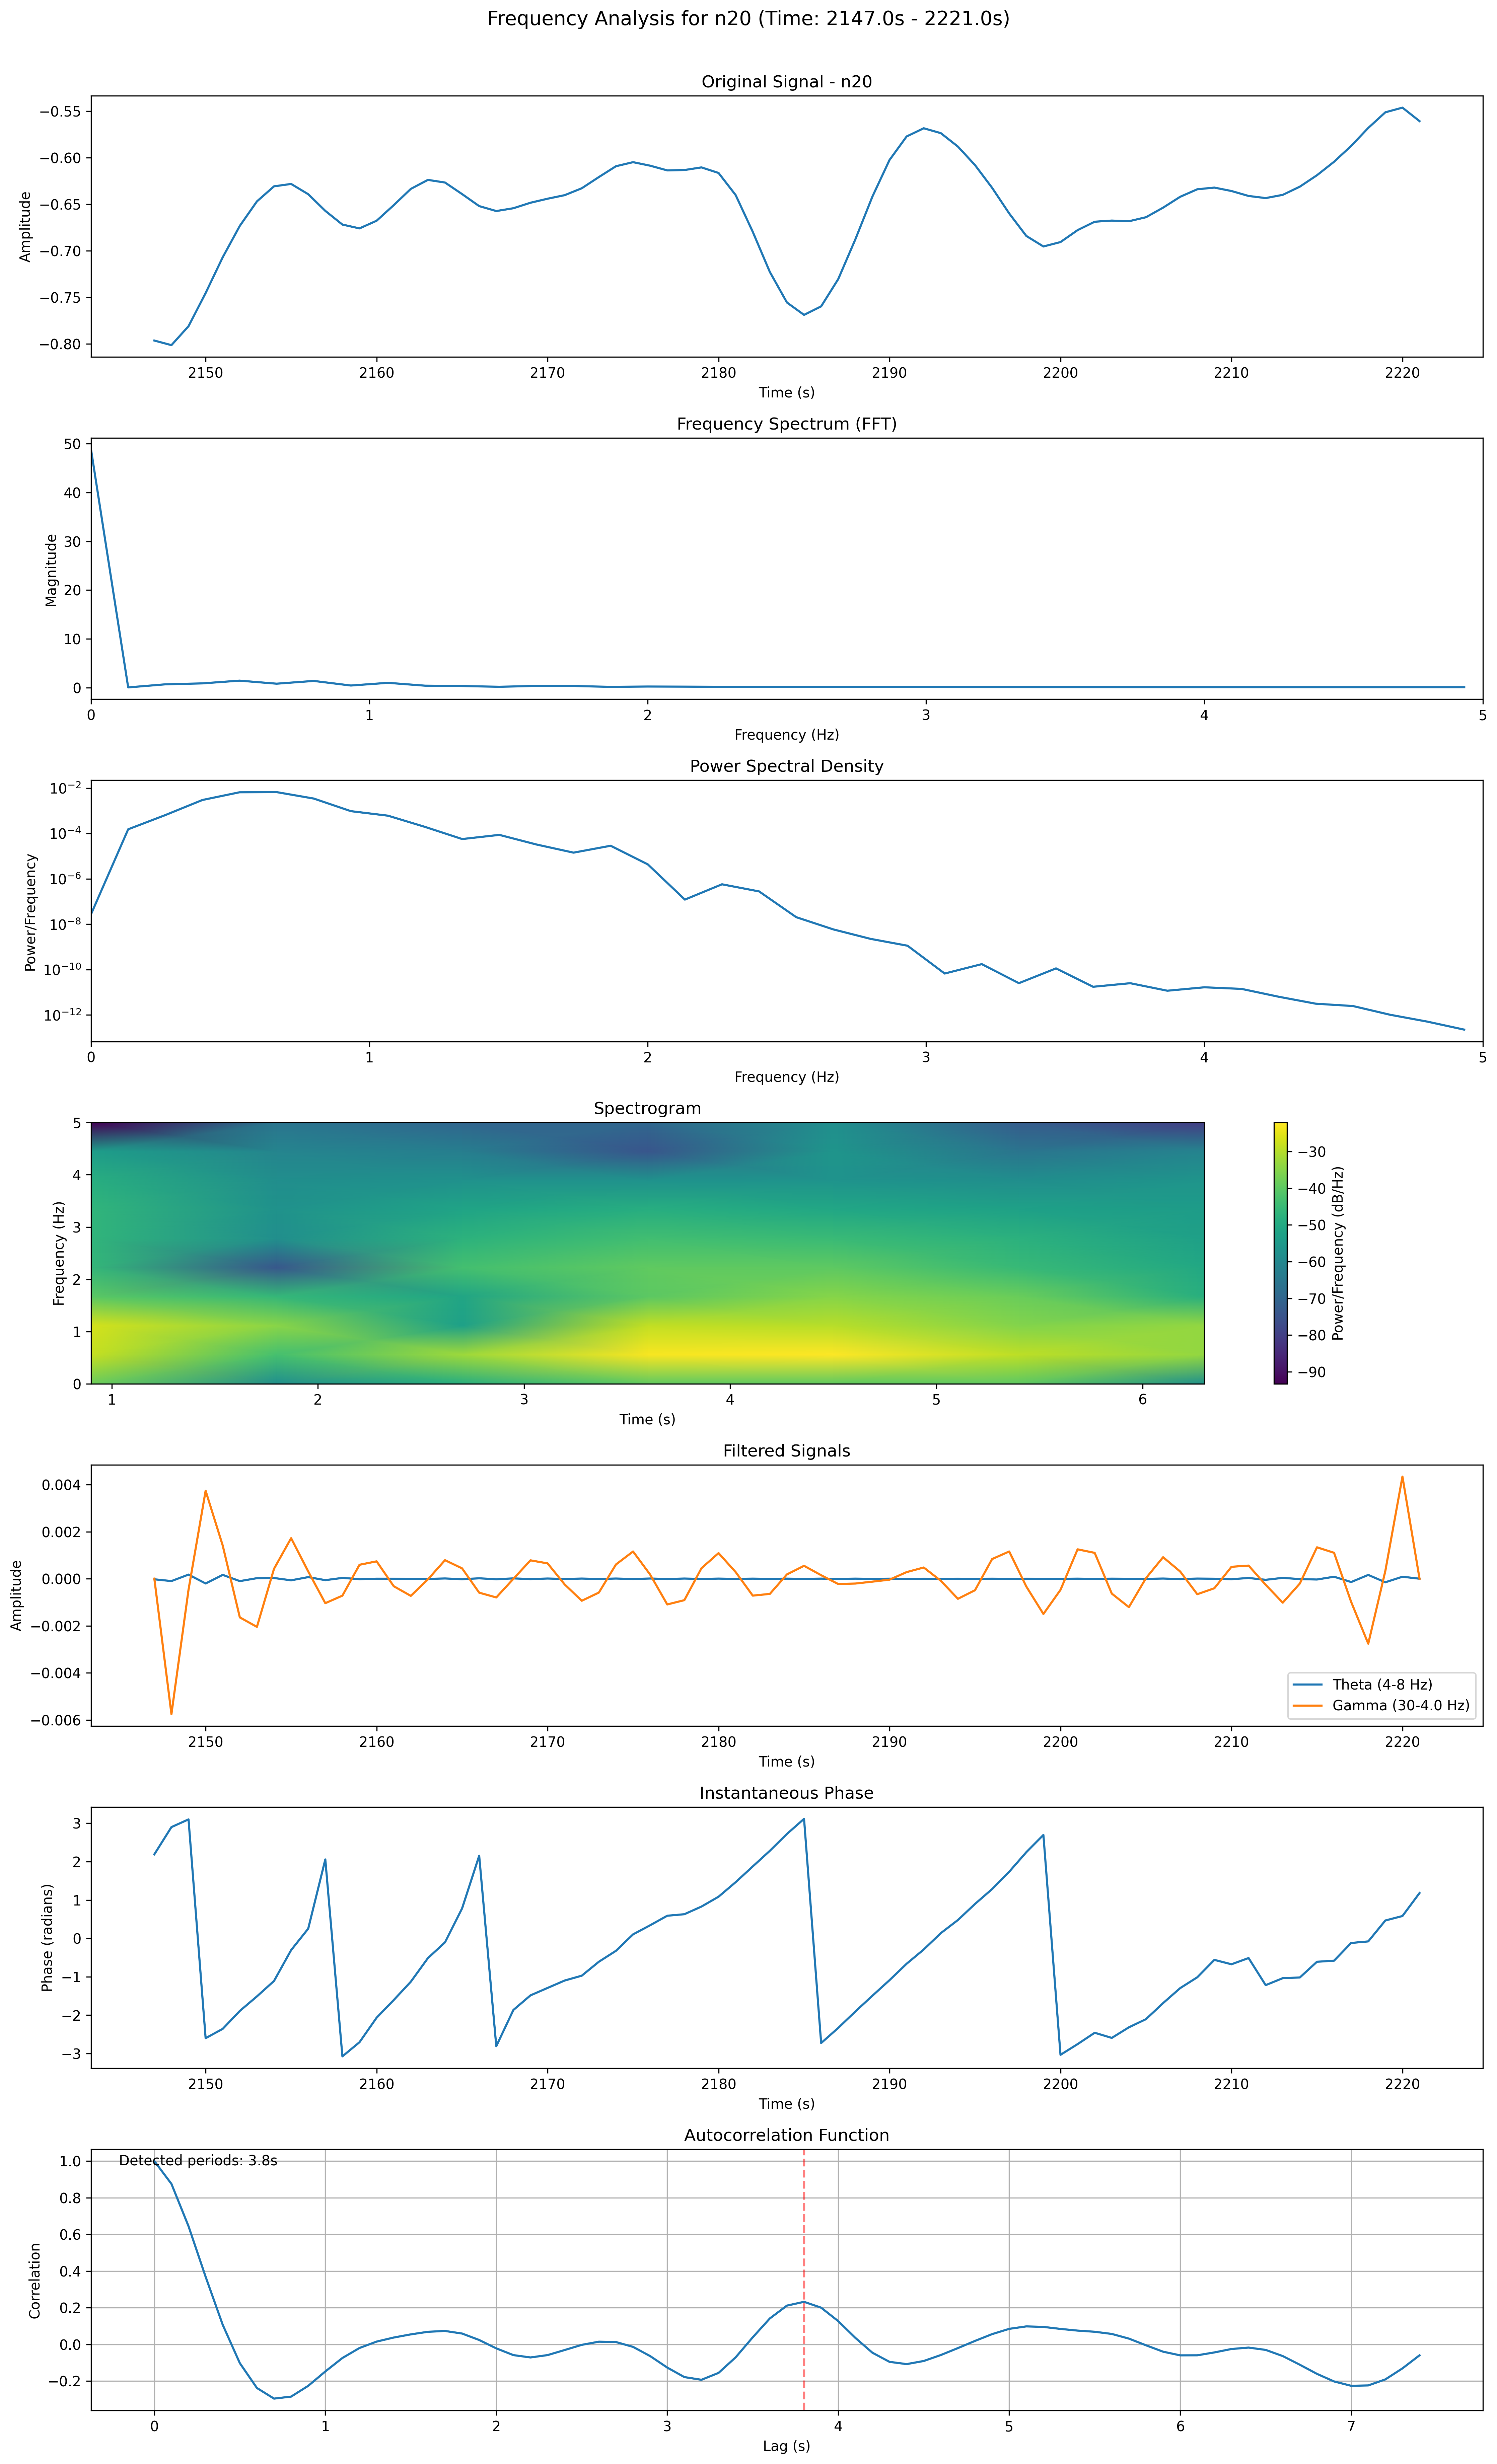 Frequency Analysis for n20 (Time: 2147.0s - 2221.0s)
Original Signal - n20
Amplitude
−0.55
−0.60
−0.65
−0.70
−0.75
−0.80
2150 2160 2170 2180 2190 2200 2210 2220
Time (s)
Frequency Spectrum (FFT)
Magnitude
50
40
30
20
10
0
0 1 2 3 4 5
Frequency (Hz)
Power Spectral Density
Power/Frequency
10⁻²
10⁻⁴
10⁻⁶
10⁻⁸
10⁻¹⁰
10⁻¹²
0 1 2 3 4 5
Frequency (Hz)
Spectrogram
Frequency (Hz)
5
4
3
2
1
0
1 2 3 4 5 6
Time (s)
−30
−40
−50
−60
−70
−80
−90
Power/Frequency (dB/Hz)
Filtered Signals
Amplitude
0.004
0.002
0.000
−0.002
−0.004
−0.006
Theta (4-8 Hz)
Gamma (30-4.0 Hz)
2150 2160 2170 2180 2190 2200 2210 2220
Time (s)
Instantaneous Phase
Phase (radians)
3
2
1
0
−1
−2
−3
2150 2160 2170 2180 2190 2200 2210 2220
Time (s)
Autocorrelation Function
Detected periods: 3.8s
Correlation
1.0
0.8
0.6
0.4
0.2
0.0
−0.2
0 1 2 3 4 5 6 7
Lag (s)